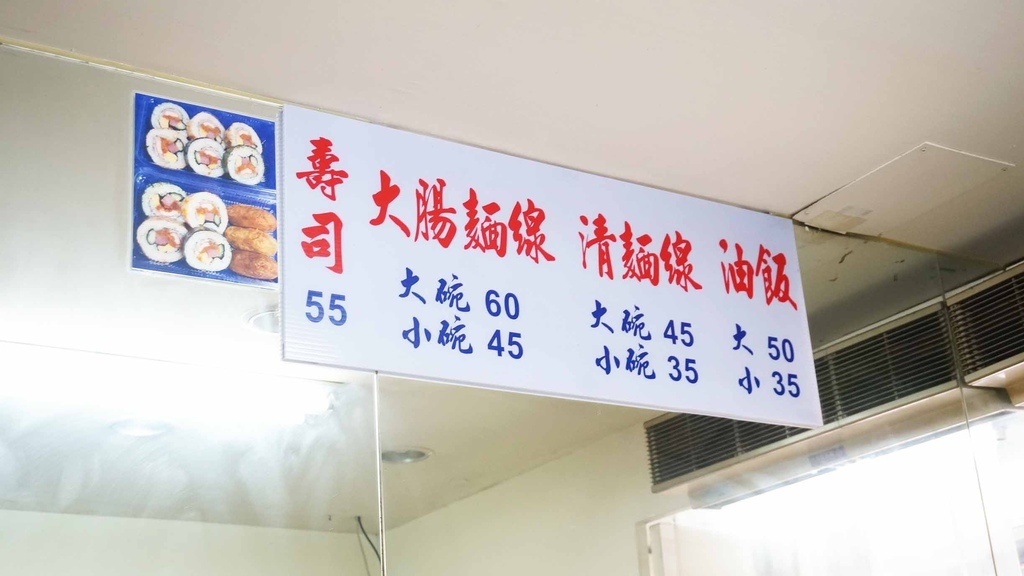 壽司
55
大腸麵線
大碗 60
小碗 45
清麵線
大碗 45
小碗 35
油飯
大 50
小 35